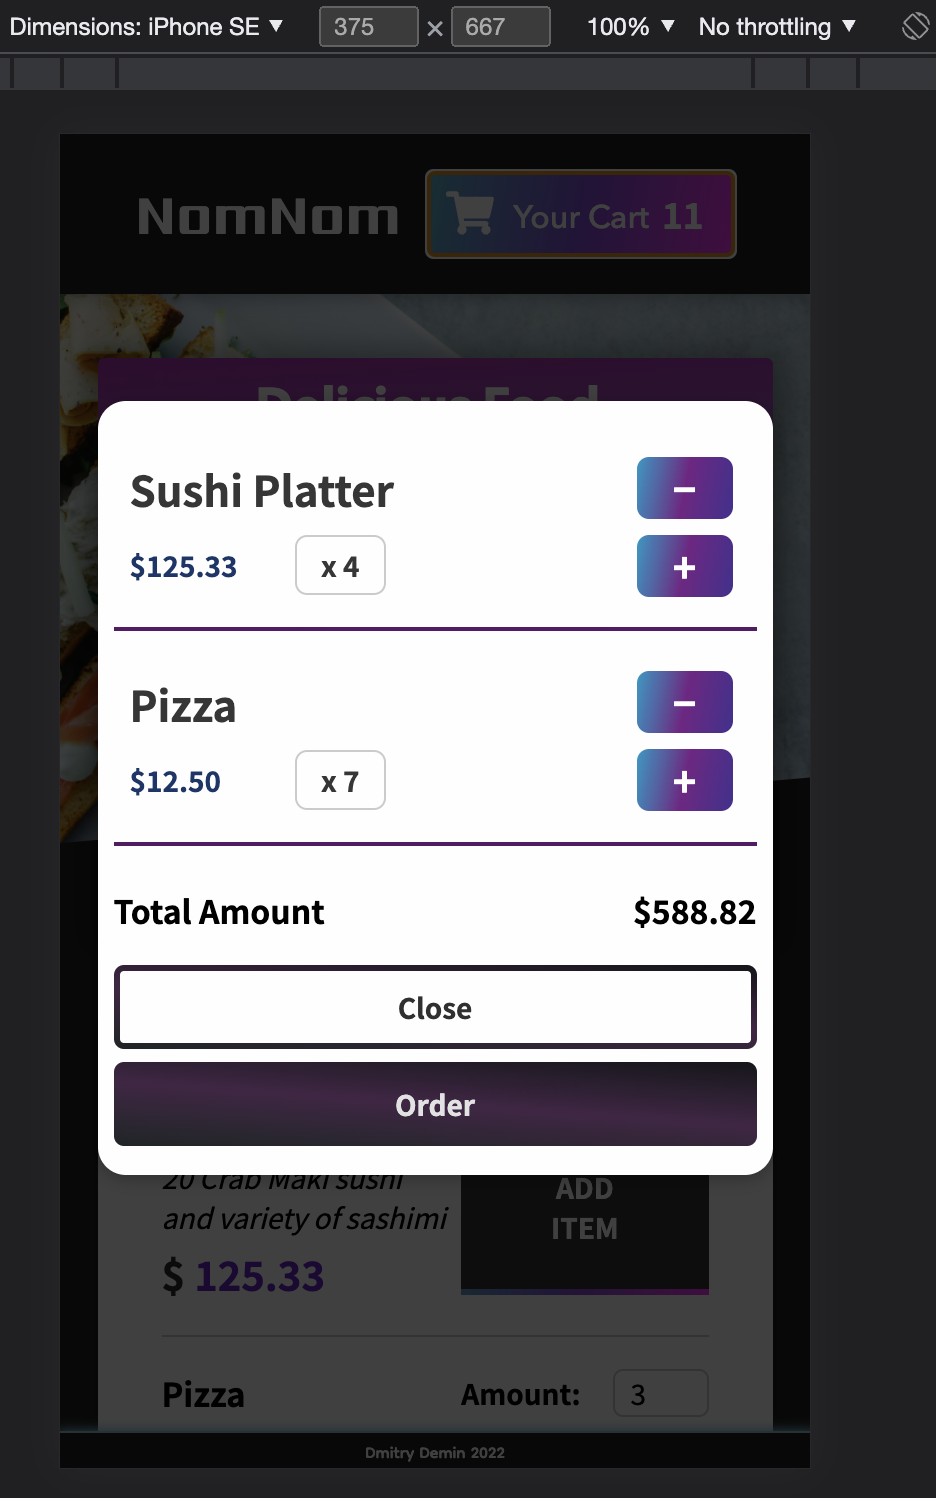 Dimensions: iPhone SE ▼ 375 × 667 100% ▼ No throttling ▼
NomNom Your Cart 11
Delicious Food
Sushi Platter −
$125.33 x 4 +
Pizza −
$12.50 x 7 +
Total Amount $588.82
Close
Order
20 Crab Maki sushi
and variety of sashimi
ADD
ITEM
$ 125.33
Pizza Amount: 3
Dmitry Demin 2022